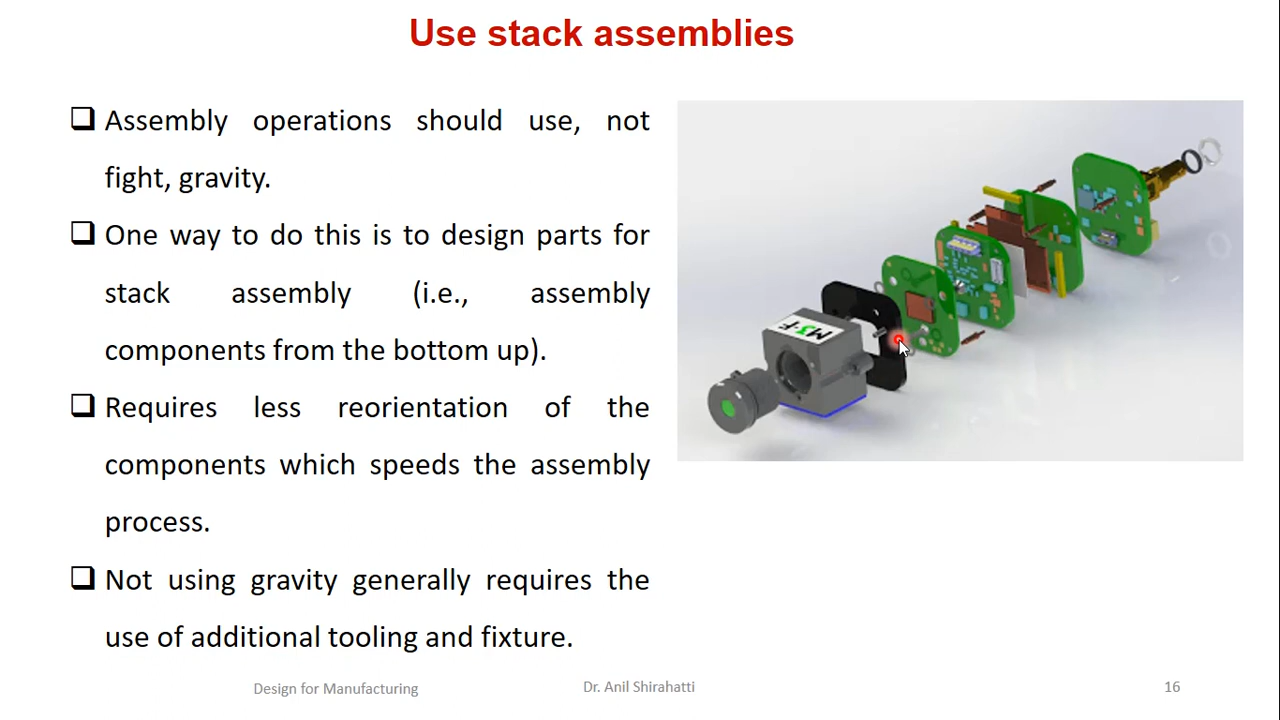 Use stack assemblies
Assembly operations should use, not
fight, gravity.
One way to do this is to design parts for
stack assembly (i.e., assembly
components from the bottom up).
Requires less reorientation of the
components which speeds the assembly
process.
Not using gravity generally requires the
use of additional tooling and fixture.
M3-F
Design for Manufacturing
Dr. Anil Shirahatti
16